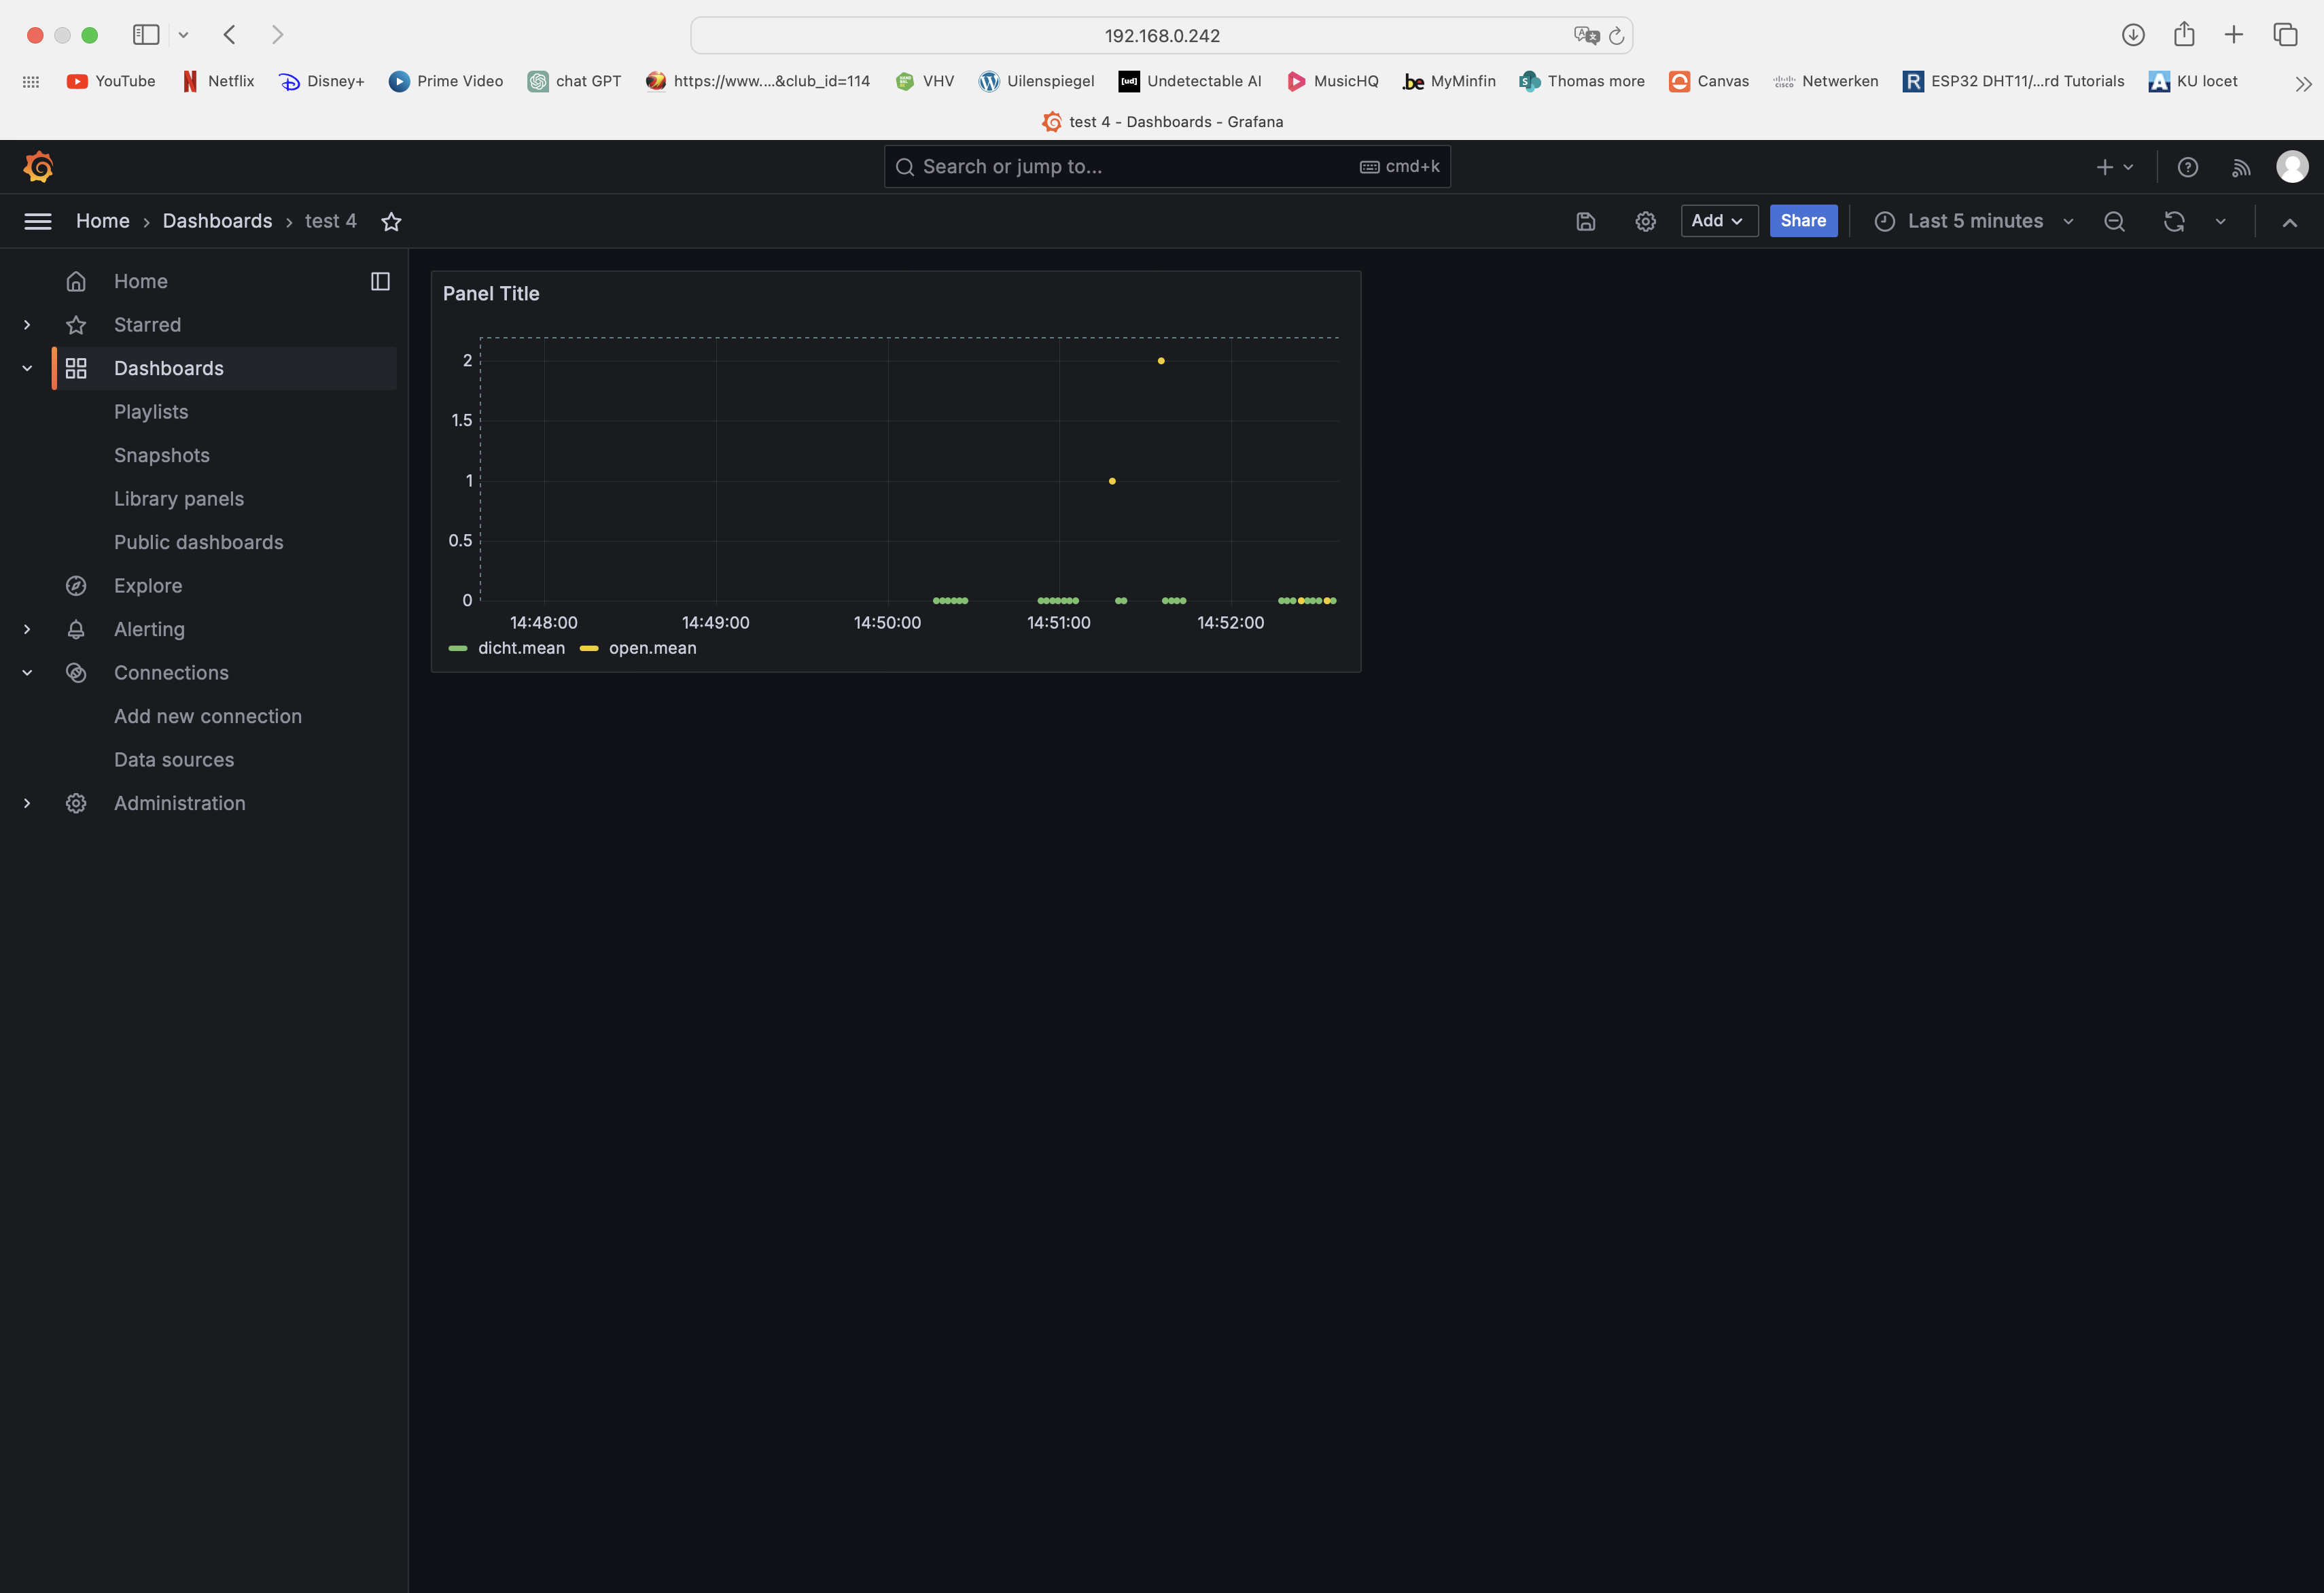 192.168.0.242
YouTube Netflix Disney+ Prime Video chat GPT https://www....&club_id=114 VHV Uilenspiegel Undetectable AI MusicHQ MyMinfin Thomas more Canvas Netwerken ESP32 DHT11/...rd Tutorials KU locet
test 4 - Dashboards - Grafana
Search or jump to... cmd+k
Home › Dashboards › test 4 Add Share Last 5 minutes
Home
Starred
Dashboards
Playlists
Snapshots
Library panels
Public dashboards
Explore
Alerting
Connections
Add new connection
Data sources
Administration
Panel Title
2
1.5
1
0.5
0
14:48:00 14:49:00 14:50:00 14:51:00 14:52:00
dicht.mean open.mean